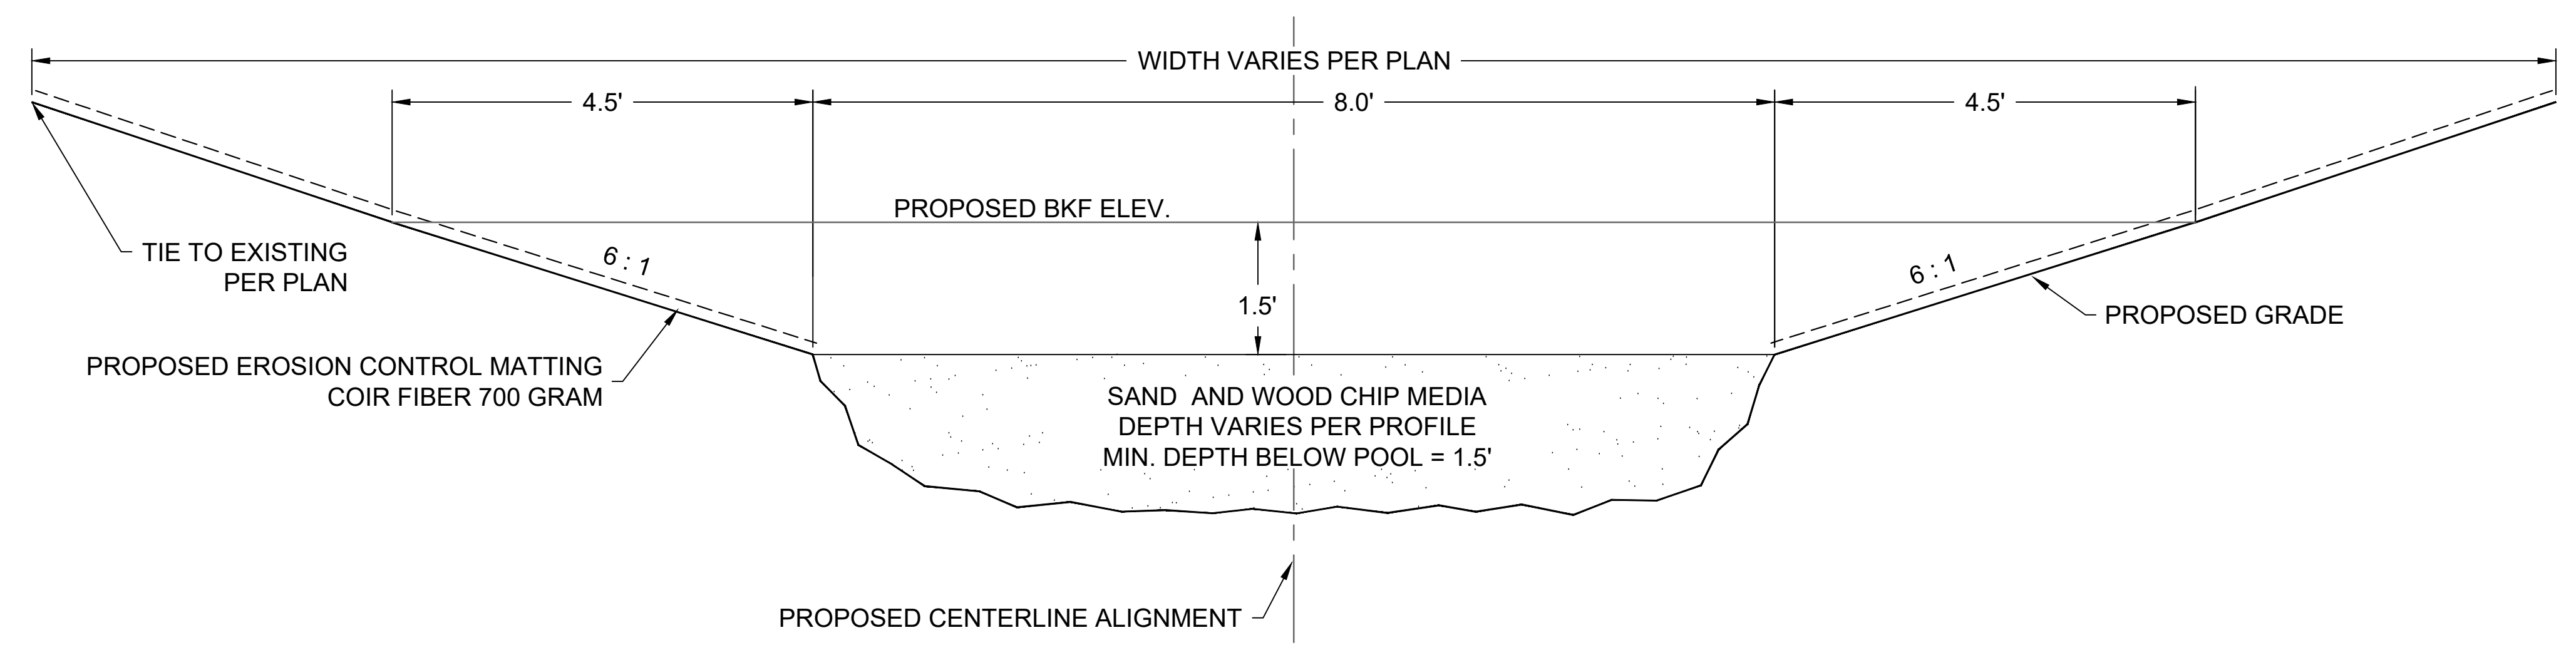 WIDTH VARIES PER PLAN
4.5'
8.0'
4.5'
PROPOSED BKF ELEV.
TIE TO EXISTING
PER PLAN
6 : 1
6 : 1
1.5'
PROPOSED GRADE
PROPOSED EROSION CONTROL MATTING
COIR FIBER 700 GRAM
SAND AND WOOD CHIP MEDIA
DEPTH VARIES PER PROFILE
MIN. DEPTH BELOW POOL = 1.5'
PROPOSED CENTERLINE ALIGNMENT